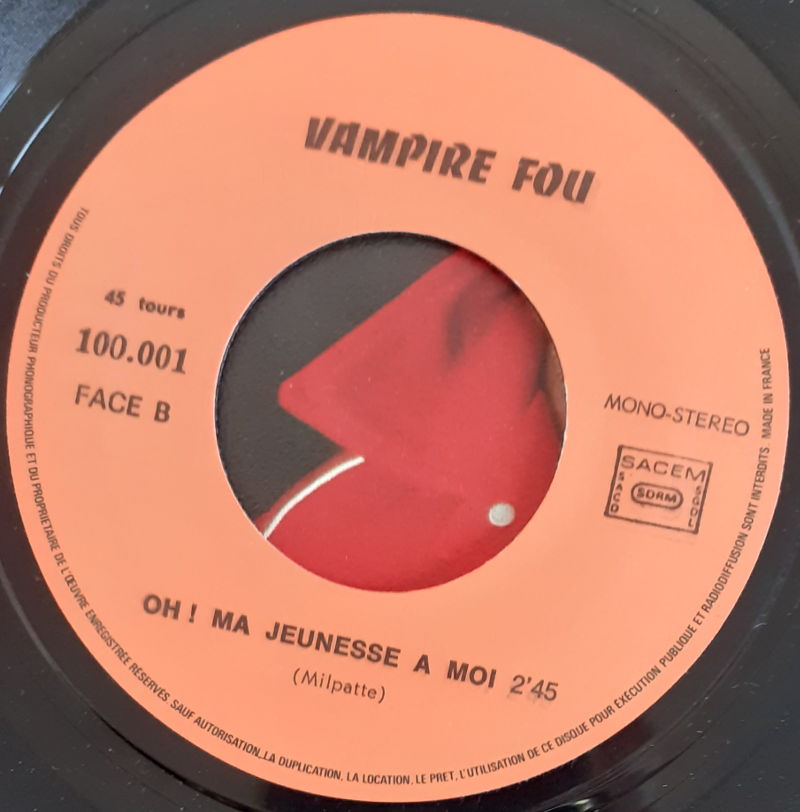 VAMPIRE FOU
45 tours
100.001
FACE B
MONO-STEREO
SACEM
SACD
SDRM
SGDL
OH ! MA JEUNESSE A MOI 2'45
(Milpatte)
TOUS DROITS DU PRODUCTEUR PHONOGRAPHIQUE ET DU PROPRIETAIRE DE L'ŒUVRE ENREGISTREE RESERVES SAUF AUTORISATION, LA DUPLICATION, LA LOCATION, LE PRET, L'UTILISATION DE CE DISQUE POUR EXECUTION PUBLIQUE ET RADIODIFFUSION SONT INTERDITS MADE IN FRANCE